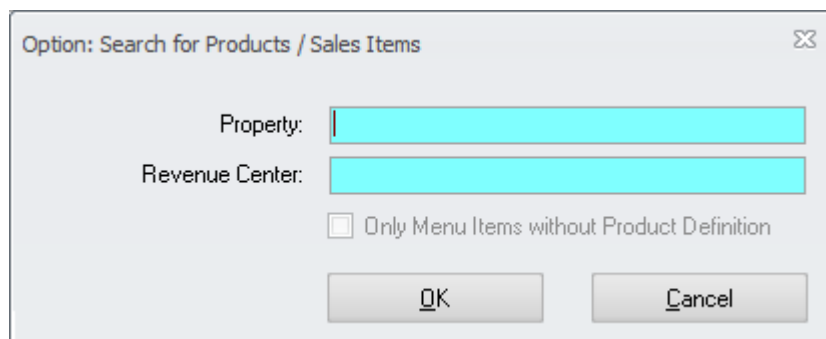 Option: Search for Products / Sales Items
Property:
Revenue Center:
Only Menu Items without Product Definition
OK Cancel